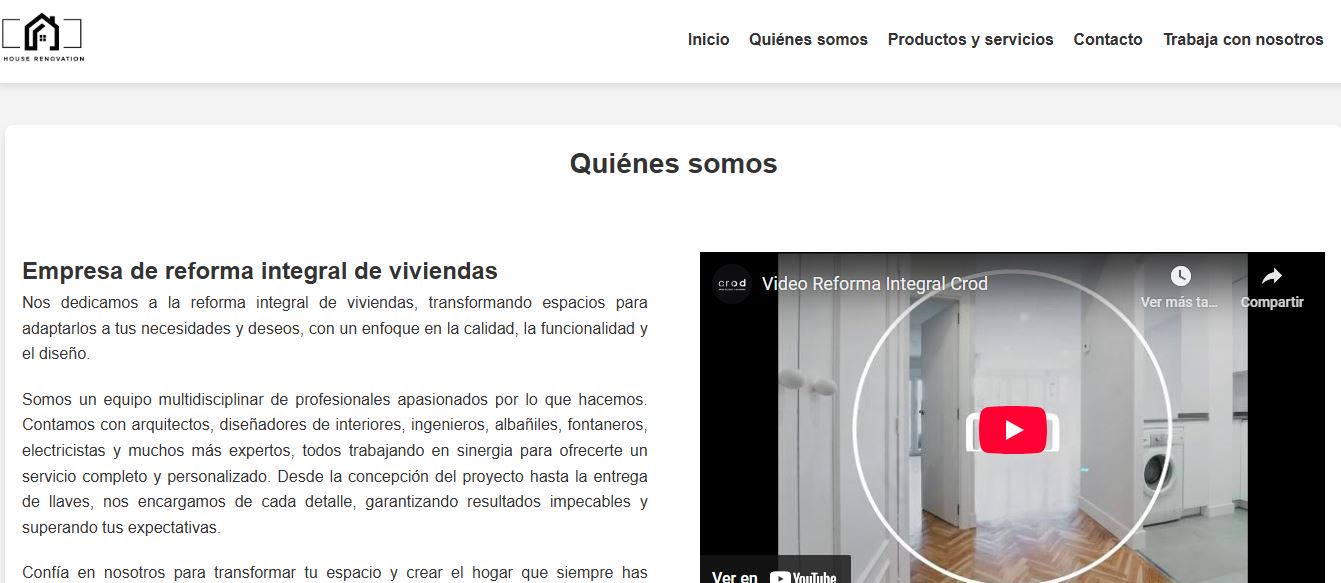 HOUSE RENOVATION
Inicio Quiénes somos Productos y servicios Contacto Trabaja con nosotros
Quiénes somos
Empresa de reforma integral de viviendas
Nos dedicamos a la reforma integral de viviendas, transformando espacios para
adaptarlos a tus necesidades y deseos, con un enfoque en la calidad, la funcionalidad y
el diseño.
Somos un equipo multidisciplinar de profesionales apasionados por lo que hacemos.
Contamos con arquitectos, diseñadores de interiores, ingenieros, albañiles, fontaneros,
electricistas y muchos más expertos, todos trabajando en sinergia para ofrecerte un
servicio completo y personalizado. Desde la concepción del proyecto hasta la entrega
de llaves, nos encargamos de cada detalle, garantizando resultados impecables y
superando tus expectativas.
Confía en nosotros para transformar tu espacio y crear el hogar que siempre has
crod
Video Reforma Integral Crod
Ver más ta...
Compartir
Ver en YouTube